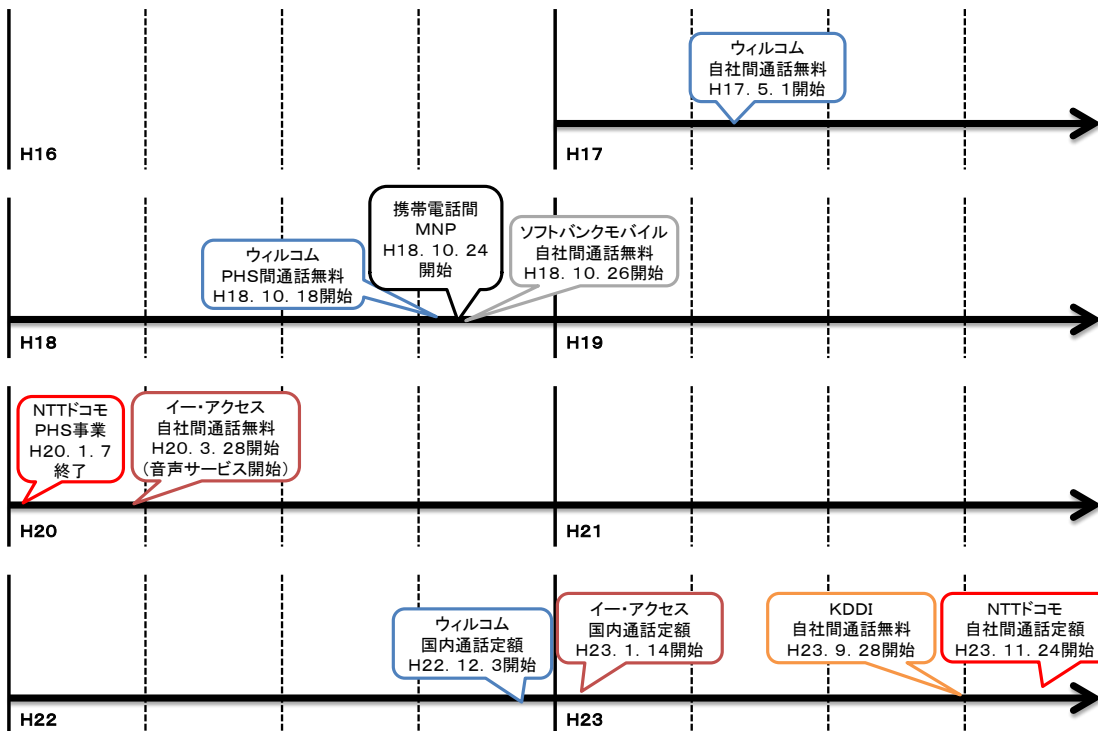 ウィルコム
自社間通話無料
H17．5．1開始
H16
H17
携帯電話間
MNP
H18．10．24
開始
ウィルコム
PHS間通話無料
H18．10．18開始
ソフトバンクモバイル
自社間通話無料
H18．10．26開始
H18
H19
NTTドコモ
PHS事業
H20．1．7
終了
イー・アクセス
自社間通話無料
H20．3．28開始
（音声サービス開始）
H20
H21
ウィルコム
国内通話定額
H22．12．3開始
イー・アクセス
国内通話定額
H23．1．14開始
KDDI
自社間通話無料
H23．9．28開始
NTTドコモ
自社間通話定額
H23．11．24開始
H22
H23